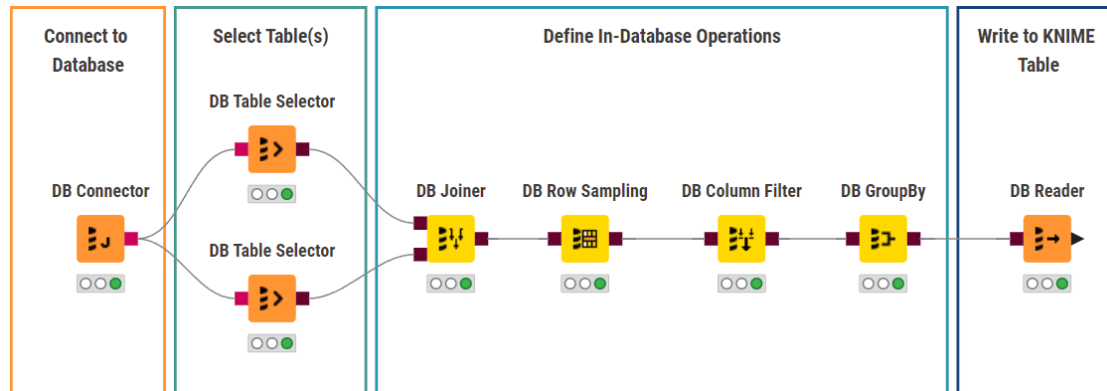 Connect to
Database
Select Table(s)
Define In-Database Operations
Write to KNIME
Table
DB Table Selector
DB Connector
DB Table Selector
DB Joiner
DB Row Sampling
DB Column Filter
DB GroupBy
DB Reader